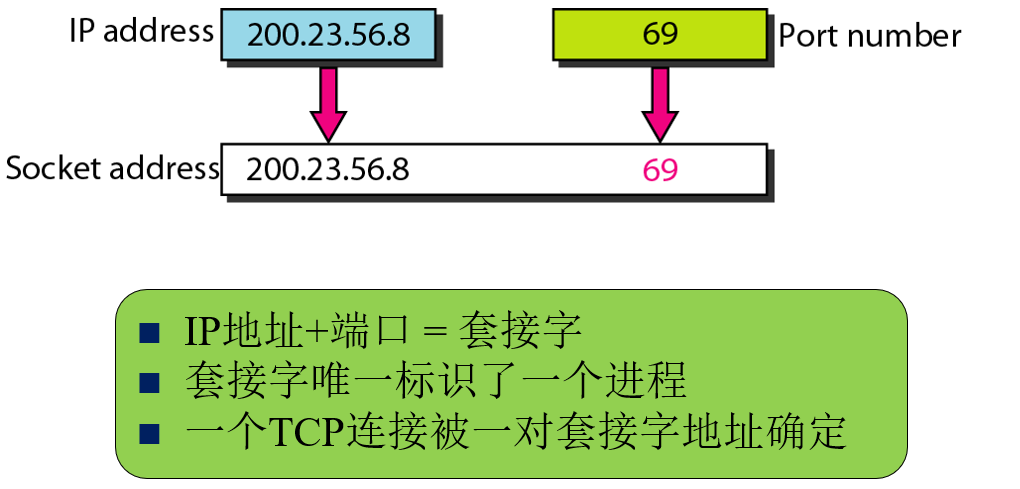 IP address 200.23.56.8 69 Port number
Socket address 200.23.56.8 69
■ IP地址+端口 = 套接字
■ 套接字唯一标识了一个进程
■ 一个TCP连接被一对套接字地址确定